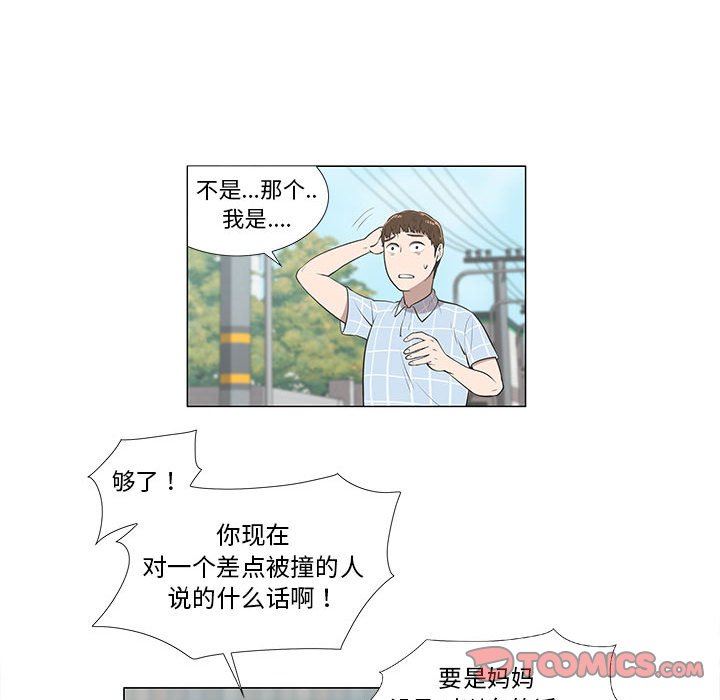 不是...那个..
我是....
够了！
你现在
对一个差点被撞的人
说的什么话啊！
要是妈妈
TOOMICS
TOOMICS.COM